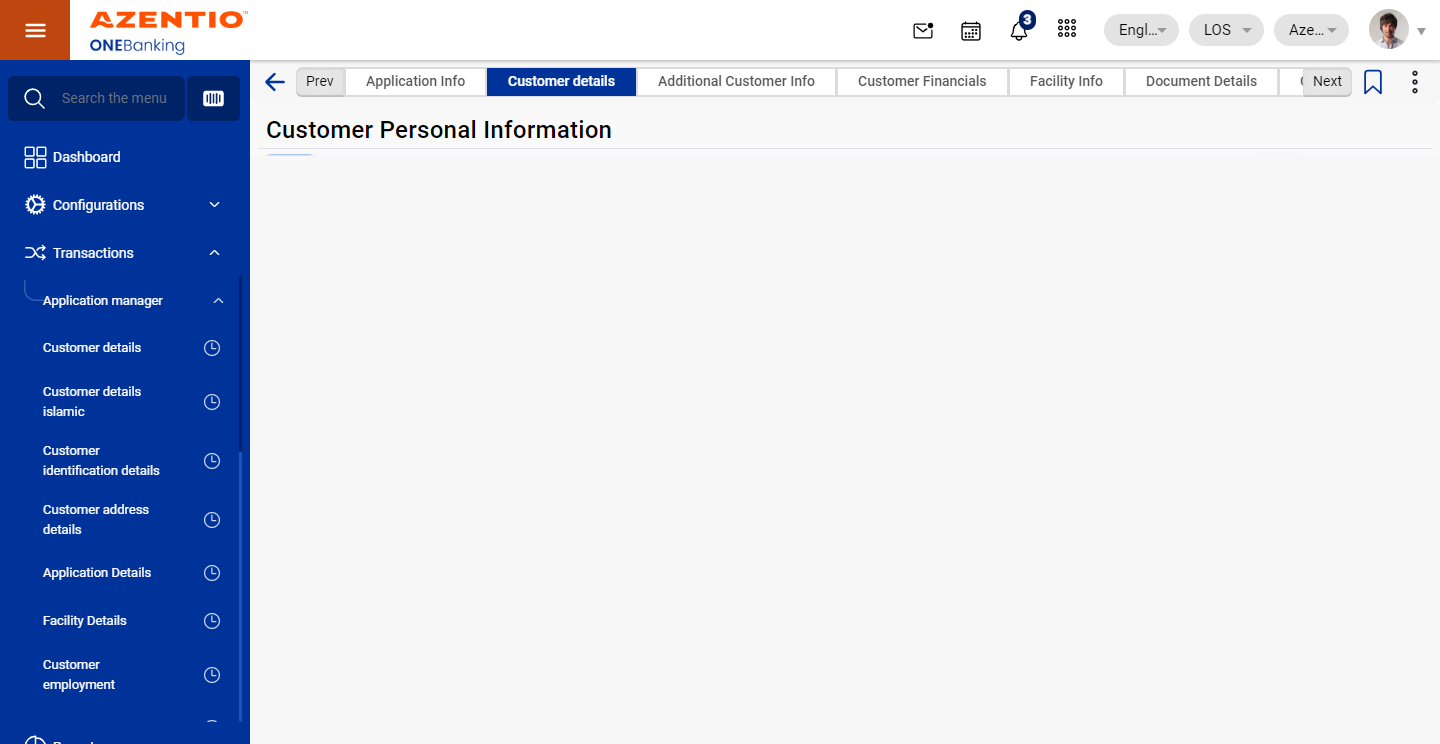 AZENTIO™
ONEBanking
3
Engl...
LOS
Aze...
Search the menu
Dashboard
Configurations
Transactions
Application manager
Customer details
Customer details
islamic
Customer
identification details
Customer address
details
Application Details
Facility Details
Customer
employment
Prev
Application Info
Customer details
Additional Customer Info
Customer Financials
Facility Info
Document Details
Next
Customer Personal Information